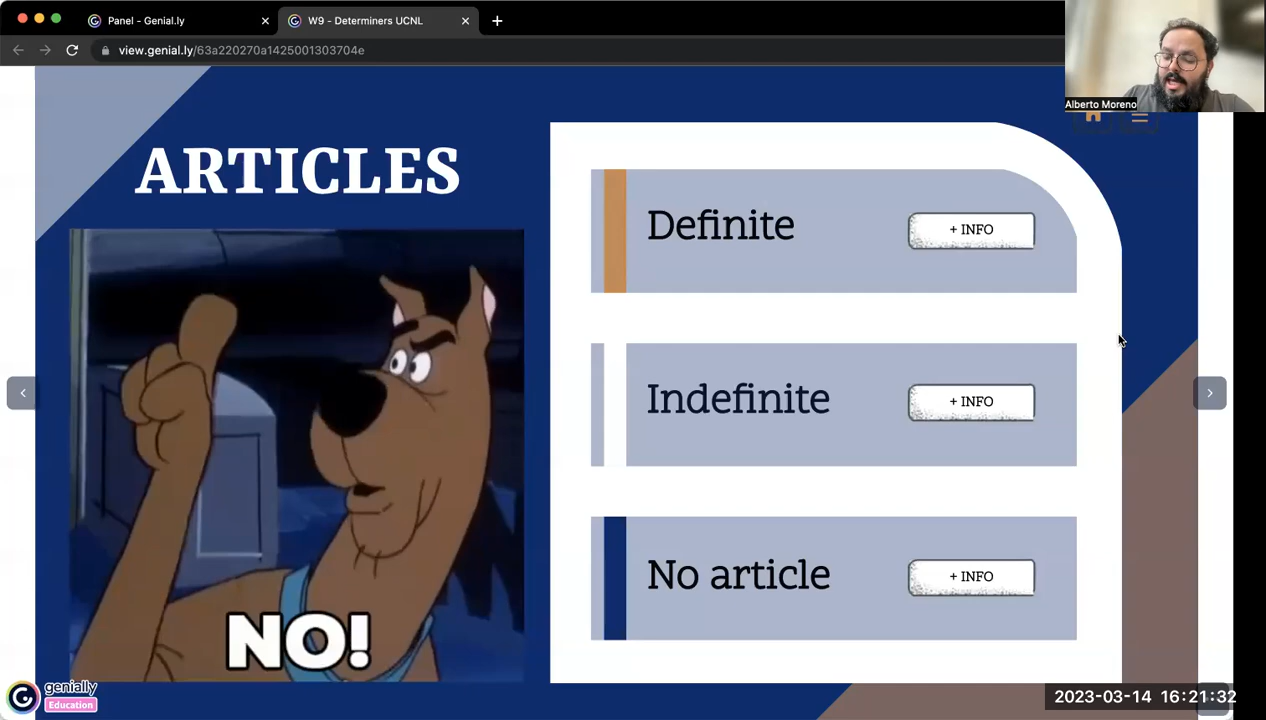 Panel - Genial.ly
W9 - Determiners UCNL
view.genial.ly/63a220270a1425001303704e
Alberto Moreno
ARTICLES
Definite
+ INFO
Indefinite
+ INFO
No article
+ INFO
NO!
genially
Education
2023-03-14 16:21:32